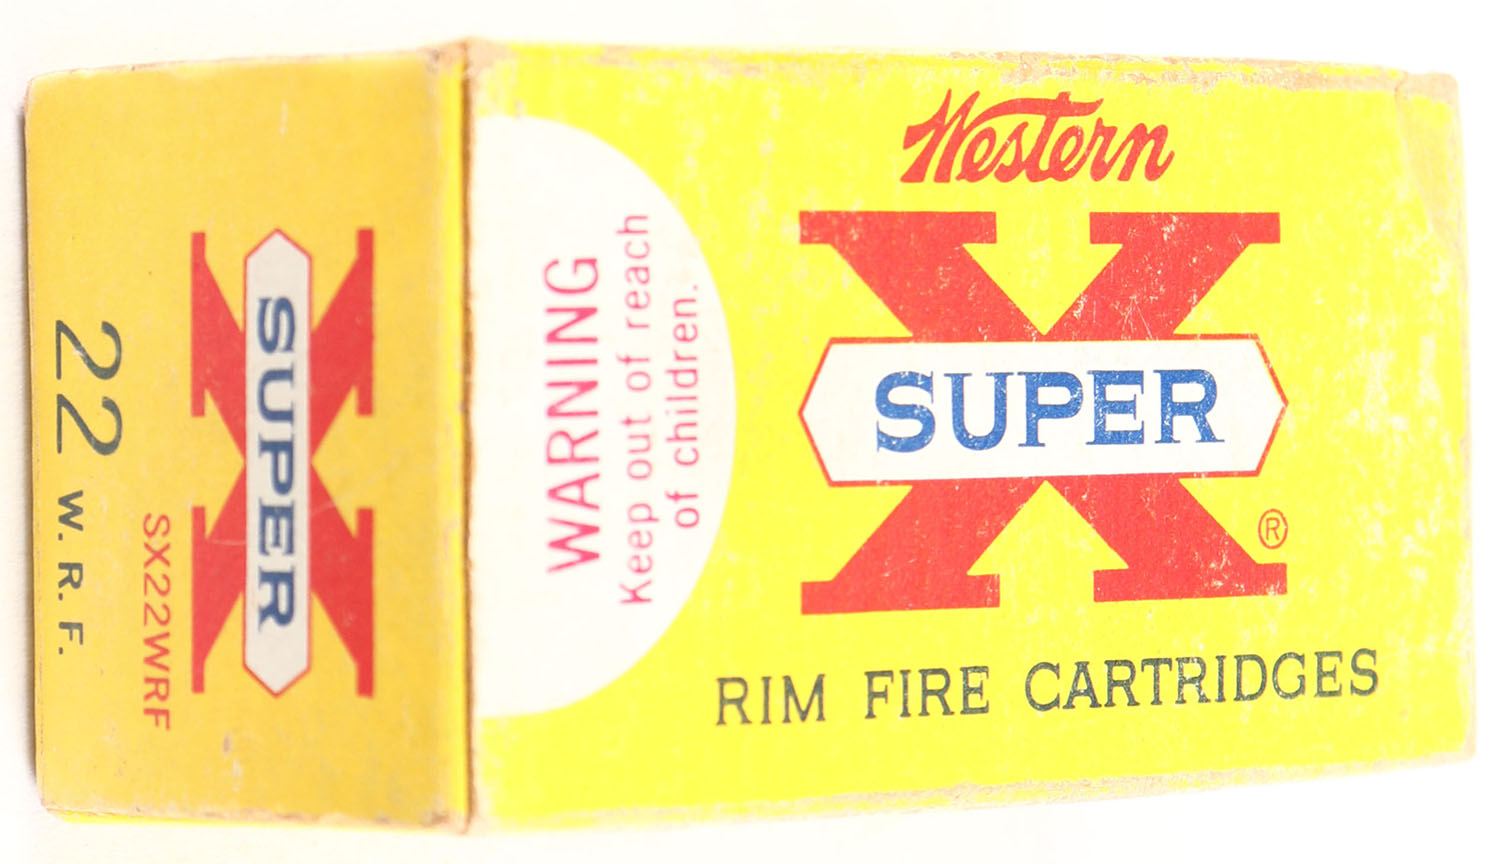 Western
X
SUPER
®
RIM FIRE CARTRIDGES
WARNING
Keep out of reach
of children.
X
SUPER
SX22WRF
22 W. R. F.